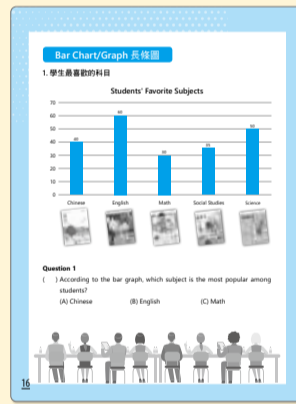 Bar Chart/Graph 長條圖
1. 學生最喜歡的科目
Students' Favorite Subjects
70
60
50
40
30
20
10
0
40
60
30
50
Chinese
English
Math
Social Studies
Science
Question 1
( ) According to the bar graph, which subject is the most popular among
students?
(A) Chinese (B) English (C) Math
16